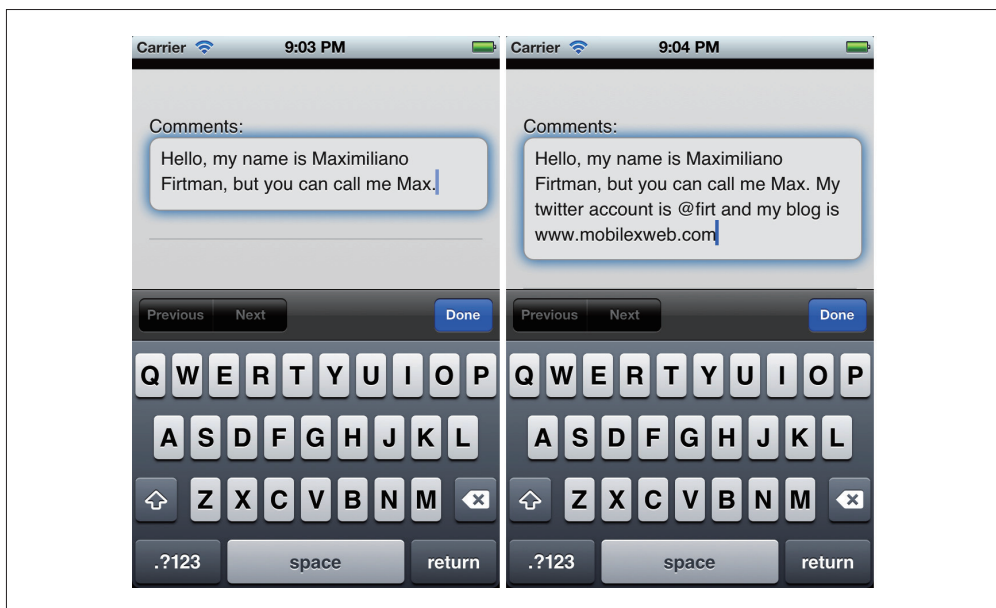 Carrier 9:03 PM
Comments:
Hello, my name is Maximiliano
Firtman, but you can call me Max.
Previous Next Done
Q W E R T Y U I O P
A S D F G H J K L
Z X C V B N M
.?123 space return
Carrier 9:04 PM
Comments:
Hello, my name is Maximiliano
Firtman, but you can call me Max. My
twitter account is @firt and my blog is
www.mobilexweb.com
Previous Next Done
Q W E R T Y U I O P
A S D F G H J K L
Z X C V B N M
.?123 space return